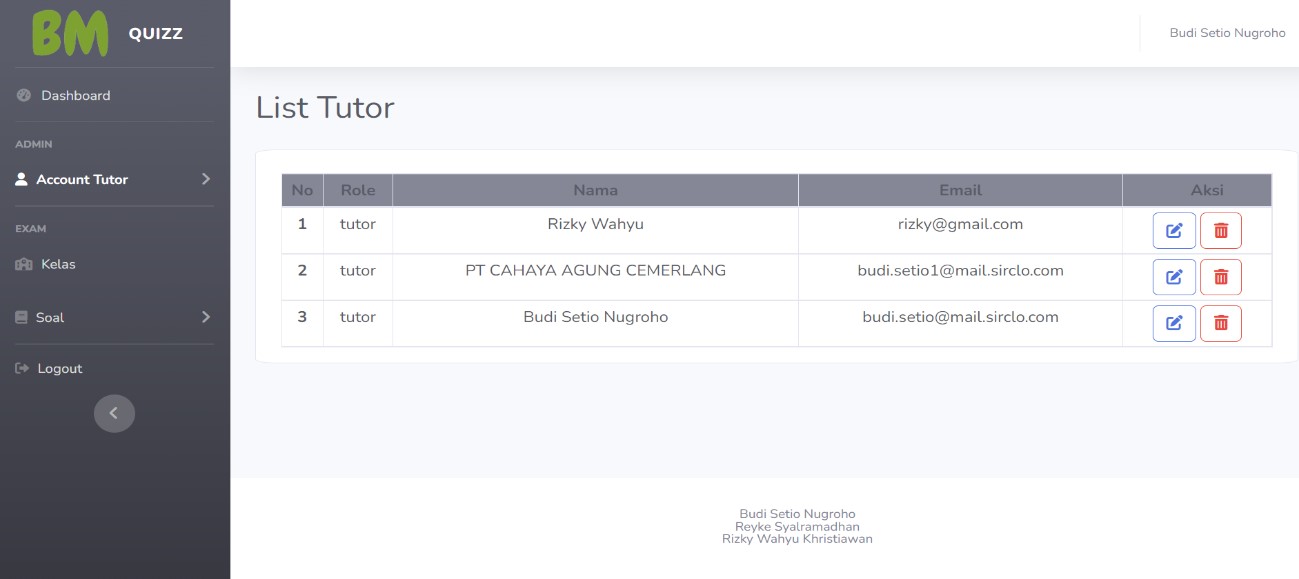 BM QUIZZ
Budi Setio Nugroho
Dashboard
ADMIN
Account Tutor
EXAM
Kelas
Soal
Logout
List Tutor
No Role Nama Email Aksi
1 tutor Rizky Wahyu rizky@gmail.com
2 tutor PT CAHAYA AGUNG CEMERLANG budi.setio1@mail.sirclo.com
3 tutor Budi Setio Nugroho budi.setio@mail.sirclo.com
Budi Setio Nugroho
Reyke Syalramadhan
Rizky Wahyu Khristiawan